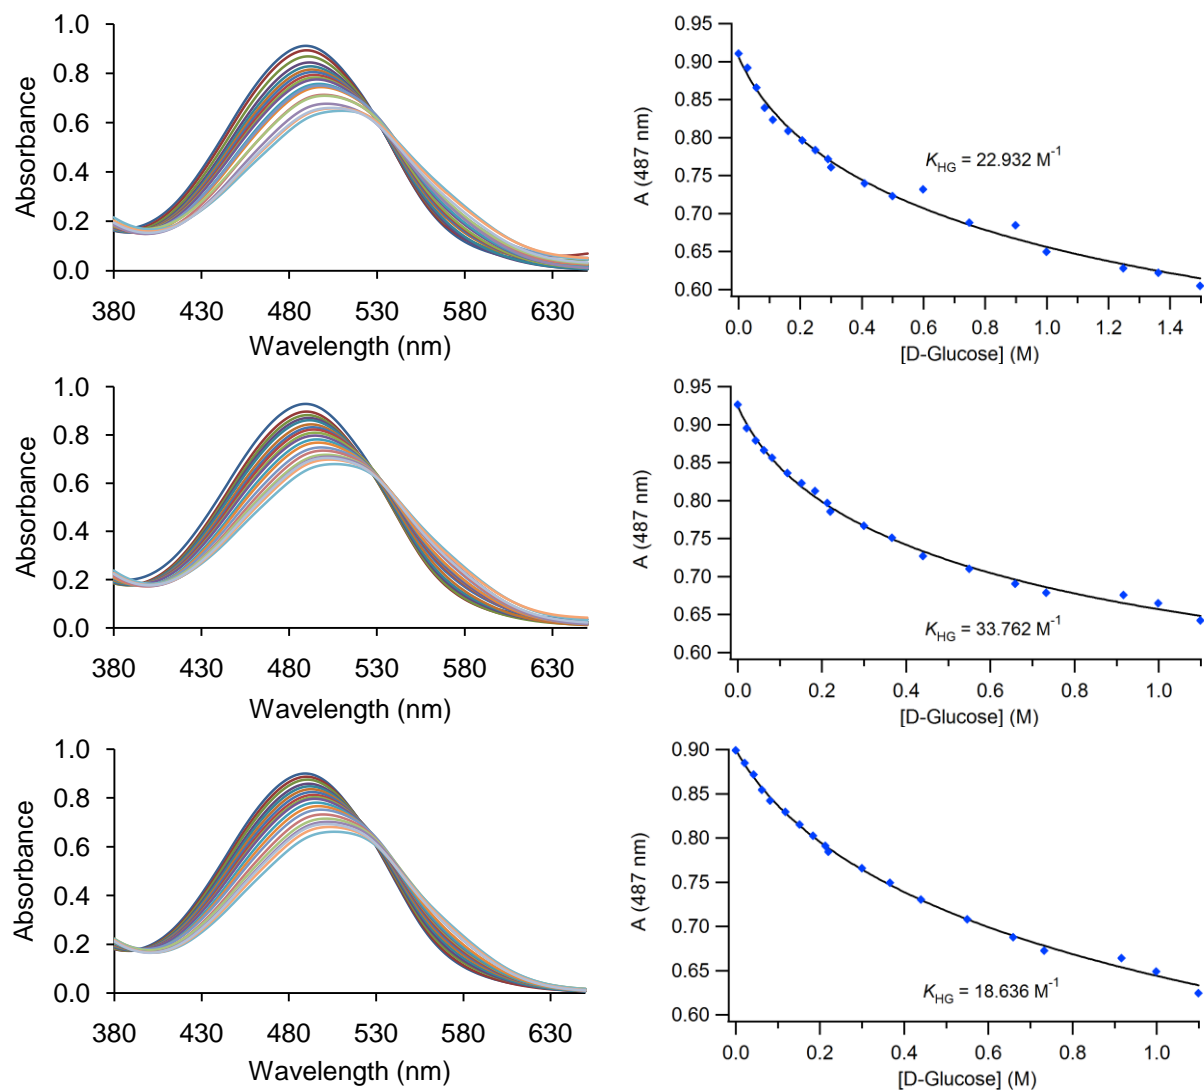 1.0
0.8
0.6
0.4
0.2
0.0
Absorbance
380 430 480 530 580 630
Wavelength (nm)
0.95
0.90
0.85
0.80
0.75
0.70
0.65
0.60
A (487 nm)
K_HG = 22.932 M⁻¹
0.0 0.2 0.4 0.6 0.8 1.0 1.2 1.4
[D-Glucose] (M)
1.0
0.8
0.6
0.4
0.2
0.0
Absorbance
380 430 480 530 580 630
Wavelength (nm)
0.95
0.90
0.85
0.80
0.75
0.70
0.65
0.60
A (487 nm)
K_HG = 33.762 M⁻¹
0.0 0.2 0.4 0.6 0.8 1.0
[D-Glucose] (M)
1.0
0.8
0.6
0.4
0.2
0.0
Absorbance
380 430 480 530 580 630
Wavelength (nm)
0.90
0.85
0.80
0.75
0.70
0.65
0.60
A (487 nm)
K_HG = 18.636 M⁻¹
0.0 0.2 0.4 0.6 0.8 1.0
[D-Glucose] (M)